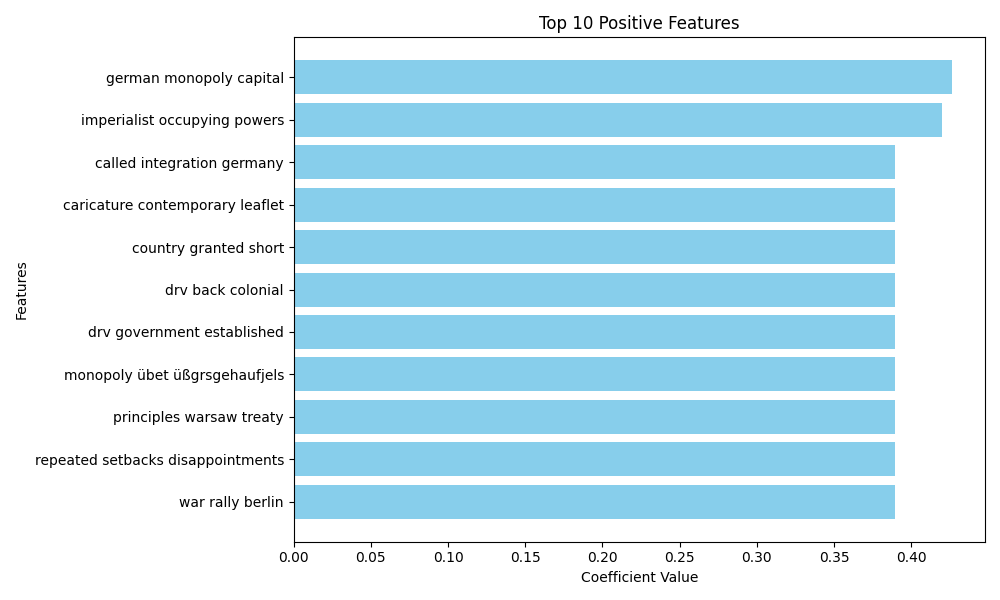 Top 10 Positive Features
german monopoly capital
imperialist occupying powers
called integration germany
caricature contemporary leaflet
country granted short
drv back colonial
drv government established
monopoly übet üßgrsgehaufjels
principles warsaw treaty
repeated setbacks disappointments
war rally berlin
Features
0.00 0.05 0.10 0.15 0.20 0.25 0.30 0.35 0.40
Coefficient Value